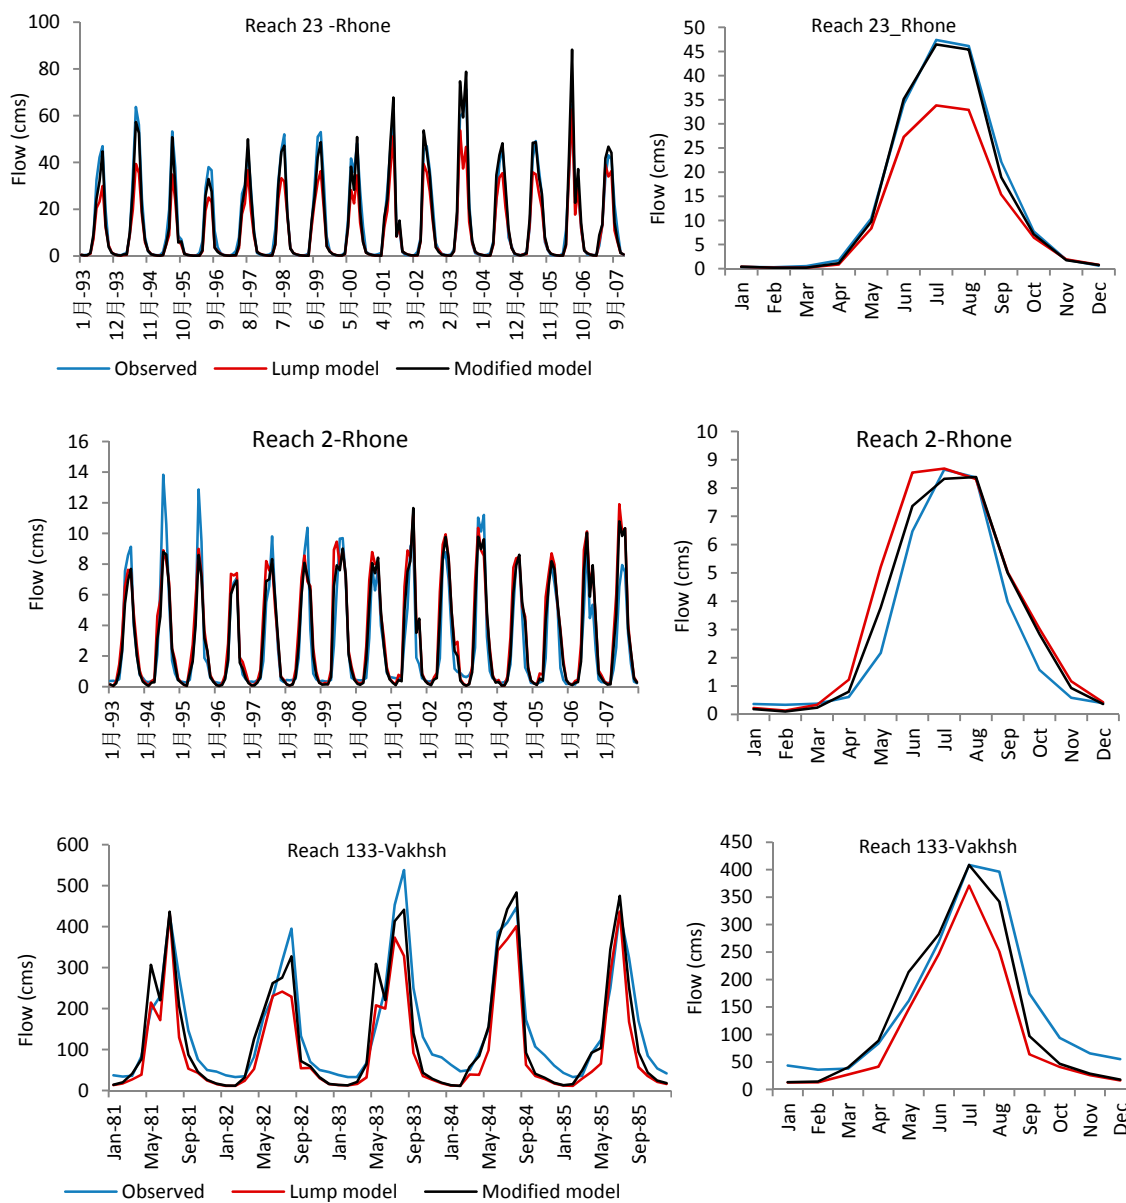 Reach 23 -Rhone
Flow (cms)
100
80
60
40
20
0
1月-93
12月-93
11月-94
10月-95
9月-96
8月-97
7月-98
6月-99
5月-00
4月-01
3月-02
2月-03
1月-04
12月-04
11月-05
10月-06
9月-07
Reach 23_Rhone
Flow (cms)
50
45
40
35
30
25
20
15
10
5
0
Jan
Feb
Mar
Apr
May
Jun
Jul
Aug
Sep
Oct
Nov
Dec
Observed Lump model Modified model
Reach 2-Rhone
Flow (cms)
16
14
12
10
8
6
4
2
0
1月-93
1月-94
1月-95
1月-96
1月-97
1月-98
1月-99
1月-00
1月-01
1月-02
1月-03
1月-04
1月-05
1月-06
1月-07
Reach 2-Rhone
Flow (cms)
10
9
8
7
6
5
4
3
2
1
0
Jan
Feb
Mar
Apr
May
Jun
Jul
Aug
Sep
Oct
Nov
Dec
Reach 133-Vakhsh
Flow (cms)
600
500
400
300
200
100
0
Jan-81
May-81
Sep-81
Jan-82
May-82
Sep-82
Jan-83
May-83
Sep-83
Jan-84
May-84
Sep-84
Jan-85
May-85
Sep-85
Reach 133-Vakhsh
Flow (cms)
450
400
350
300
250
200
150
100
50
0
Jan
Feb
Mar
Apr
May
Jun
Jul
Aug
Sep
Oct
Nov
Dec
Observed Lump model Modified model